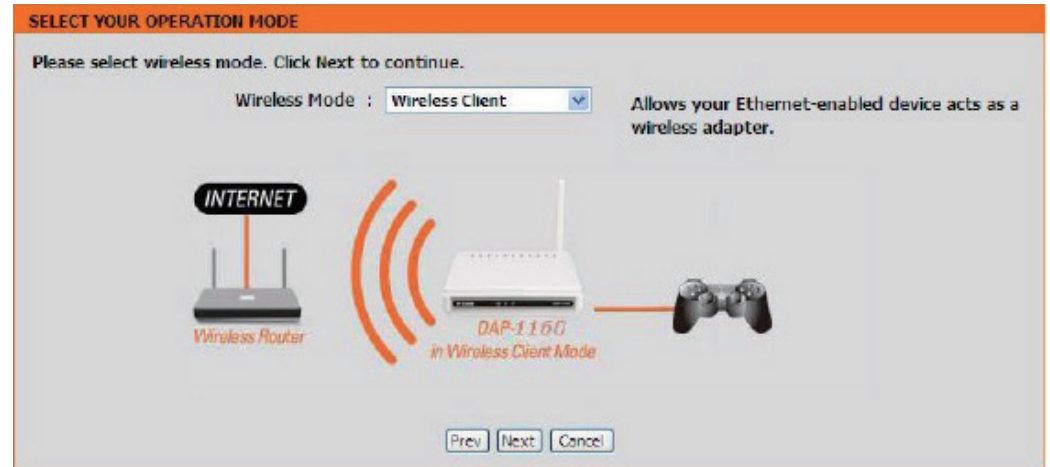 SELECT YOUR OPERATION MODE
Please select wireless mode. Click Next to continue.
Wireless Mode : Wireless Client
Allows your Ethernet-enabled device acts as a
wireless adapter.
INTERNET
Wireless Router
DAP-1160
in Wireless Client Mode
Prev Next Cancel